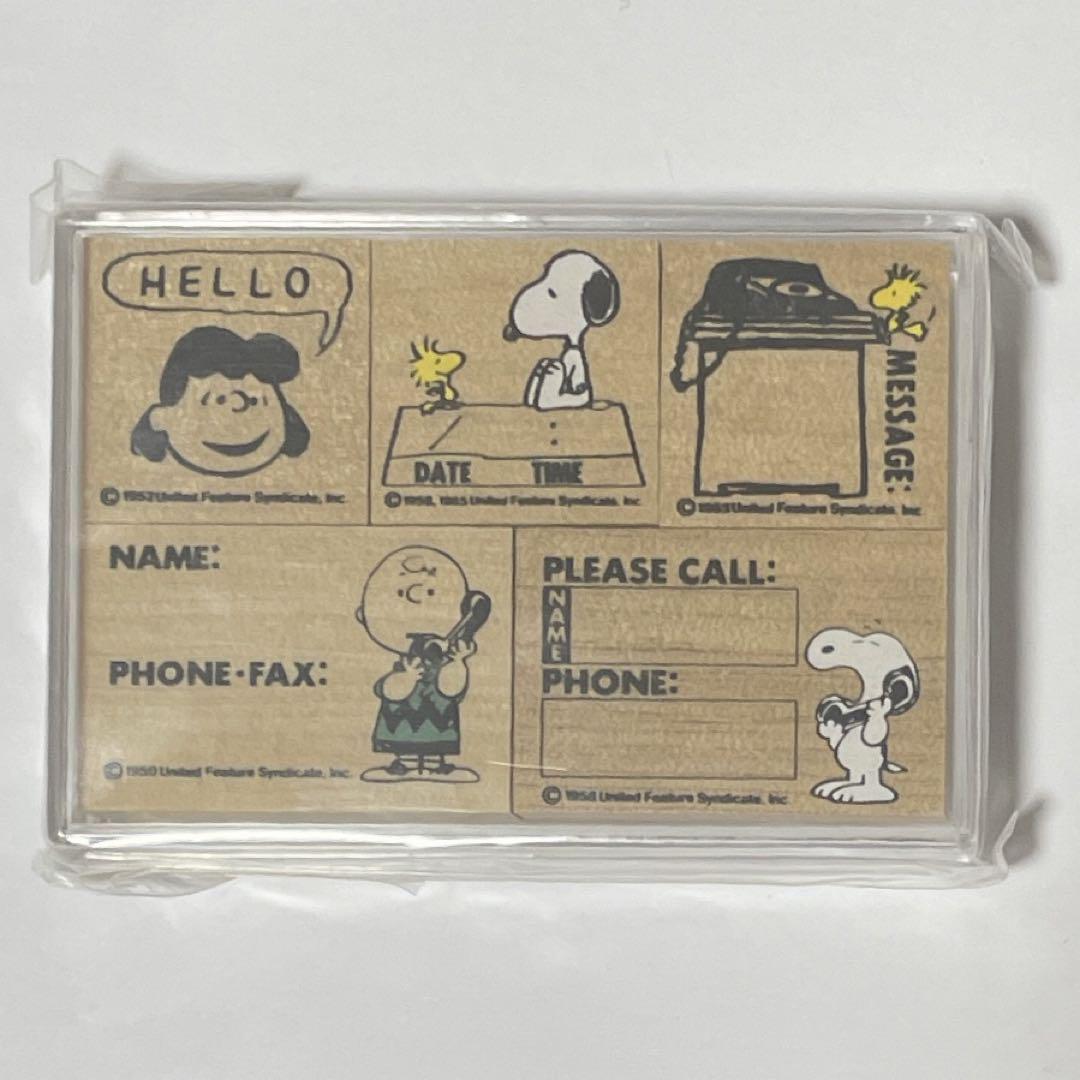 HELLO
© 1952 United Feature Syndicate, Inc.
/ :
DATE TIME
© 1958, 1965 United Feature Syndicate, Inc.
MESSAGE:
© United Feature Syndicate, Inc.
NAME:
PHONE·FAX:
© 1950 United Feature Syndicate, Inc.
PLEASE CALL:
NAME
PHONE:
© 1958 United Feature Syndicate, Inc.